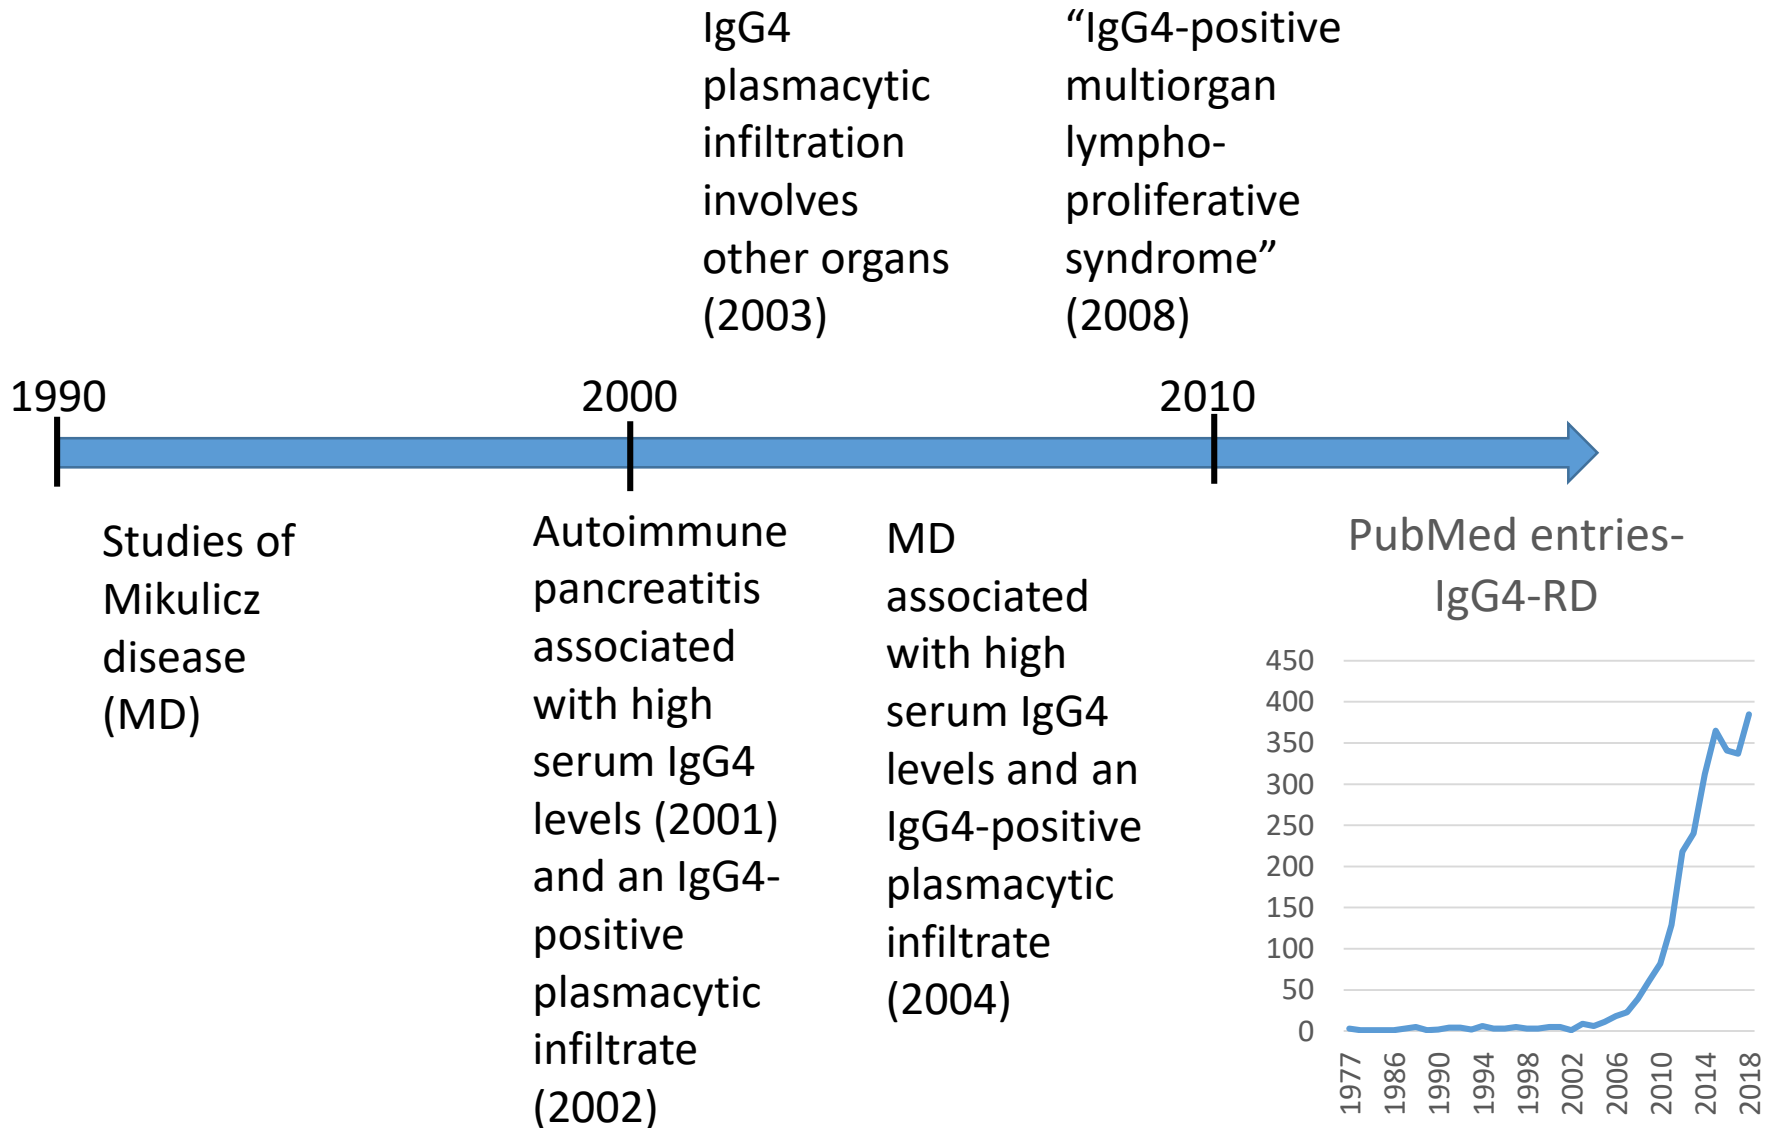 IgG4
plasmacytic
infiltration
involves
other organs
(2003)
“IgG4-positive
multiorgan
lympho-
proliferative
syndrome”
(2008)
1990
2000
2010
Studies of
Mikulicz
disease
(MD)
Autoimmune
pancreatitis
associated
with high
serum IgG4
levels (2001)
and an IgG4-
positive
plasmacytic
infiltrate
(2002)
MD
associated
with high
serum IgG4
levels and an
IgG4-positive
plasmacytic
infiltrate
(2004)
PubMed entries-
IgG4-RD
450
400
350
300
250
200
150
100
50
0
1977
1986
1990
1994
1998
2002
2006
2010
2014
2018